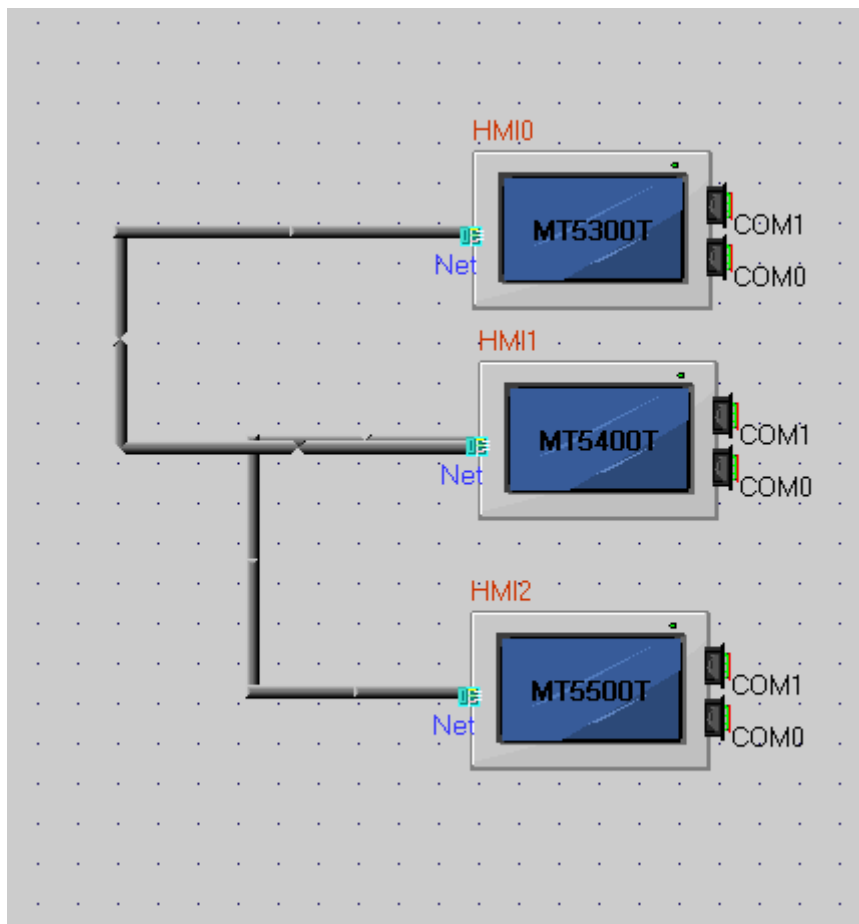 HMI0
MT5300T
COM1
COM0
Net
HMI1
MT5400T
COM1
COM0
Net
HMI2
MT5500T
COM1
COM0
Net